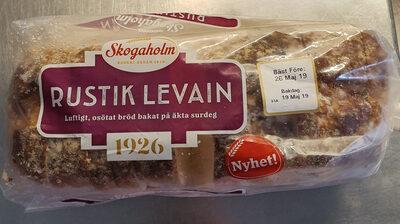 Skogaholm
RUSTIK LEVAIN
Luftigt, osötat bröd bakat på äkta surdeg
1926
Bäst Före:
26 Maj 19
Bakdag
19 Maj 19
Nyhet!
RUSTI